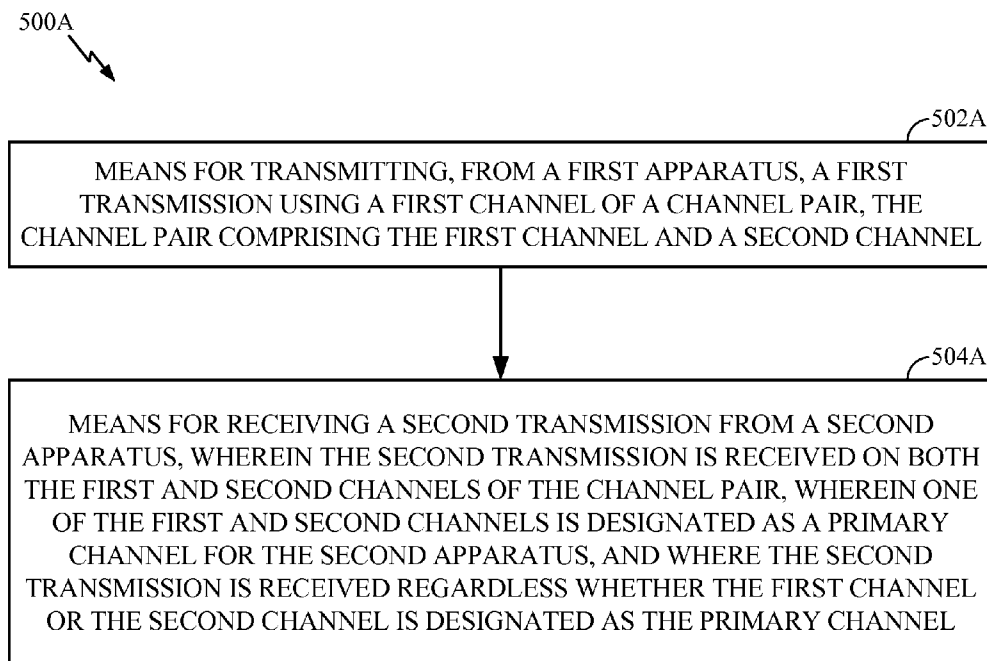 500A
502A
MEANS FOR TRANSMITTING, FROM A FIRST APPARATUS, A FIRST
TRANSMISSION USING A FIRST CHANNEL OF A CHANNEL PAIR, THE
CHANNEL PAIR COMPRISING THE FIRST CHANNEL AND A SECOND CHANNEL
504A
MEANS FOR RECEIVING A SECOND TRANSMISSION FROM A SECOND
APPARATUS, WHEREIN THE SECOND TRANSMISSION IS RECEIVED ON BOTH
THE FIRST AND SECOND CHANNELS OF THE CHANNEL PAIR, WHEREIN ONE
OF THE FIRST AND SECOND CHANNELS IS DESIGNATED AS A PRIMARY
CHANNEL FOR THE SECOND APPARATUS, AND WHERE THE SECOND
TRANSMISSION IS RECEIVED REGARDLESS WHETHER THE FIRST CHANNEL
OR THE SECOND CHANNEL IS DESIGNATED AS THE PRIMARY CHANNEL